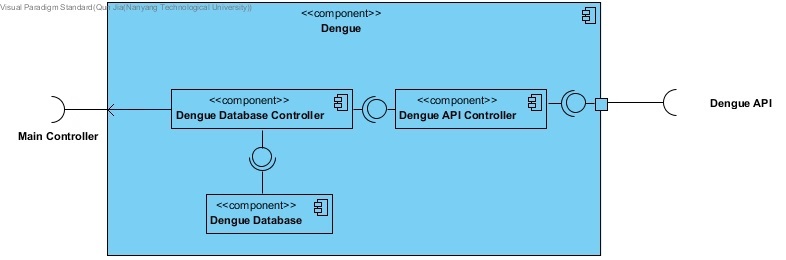 Visual Paradigm Standard(Quo Jia(Nanyang Technological University))
<<component>>
Dengue
<<component>>
Dengue Database Controller
<<component>>
Dengue API Controller
Dengue API
Main Controller
<<component>>
Dengue Database